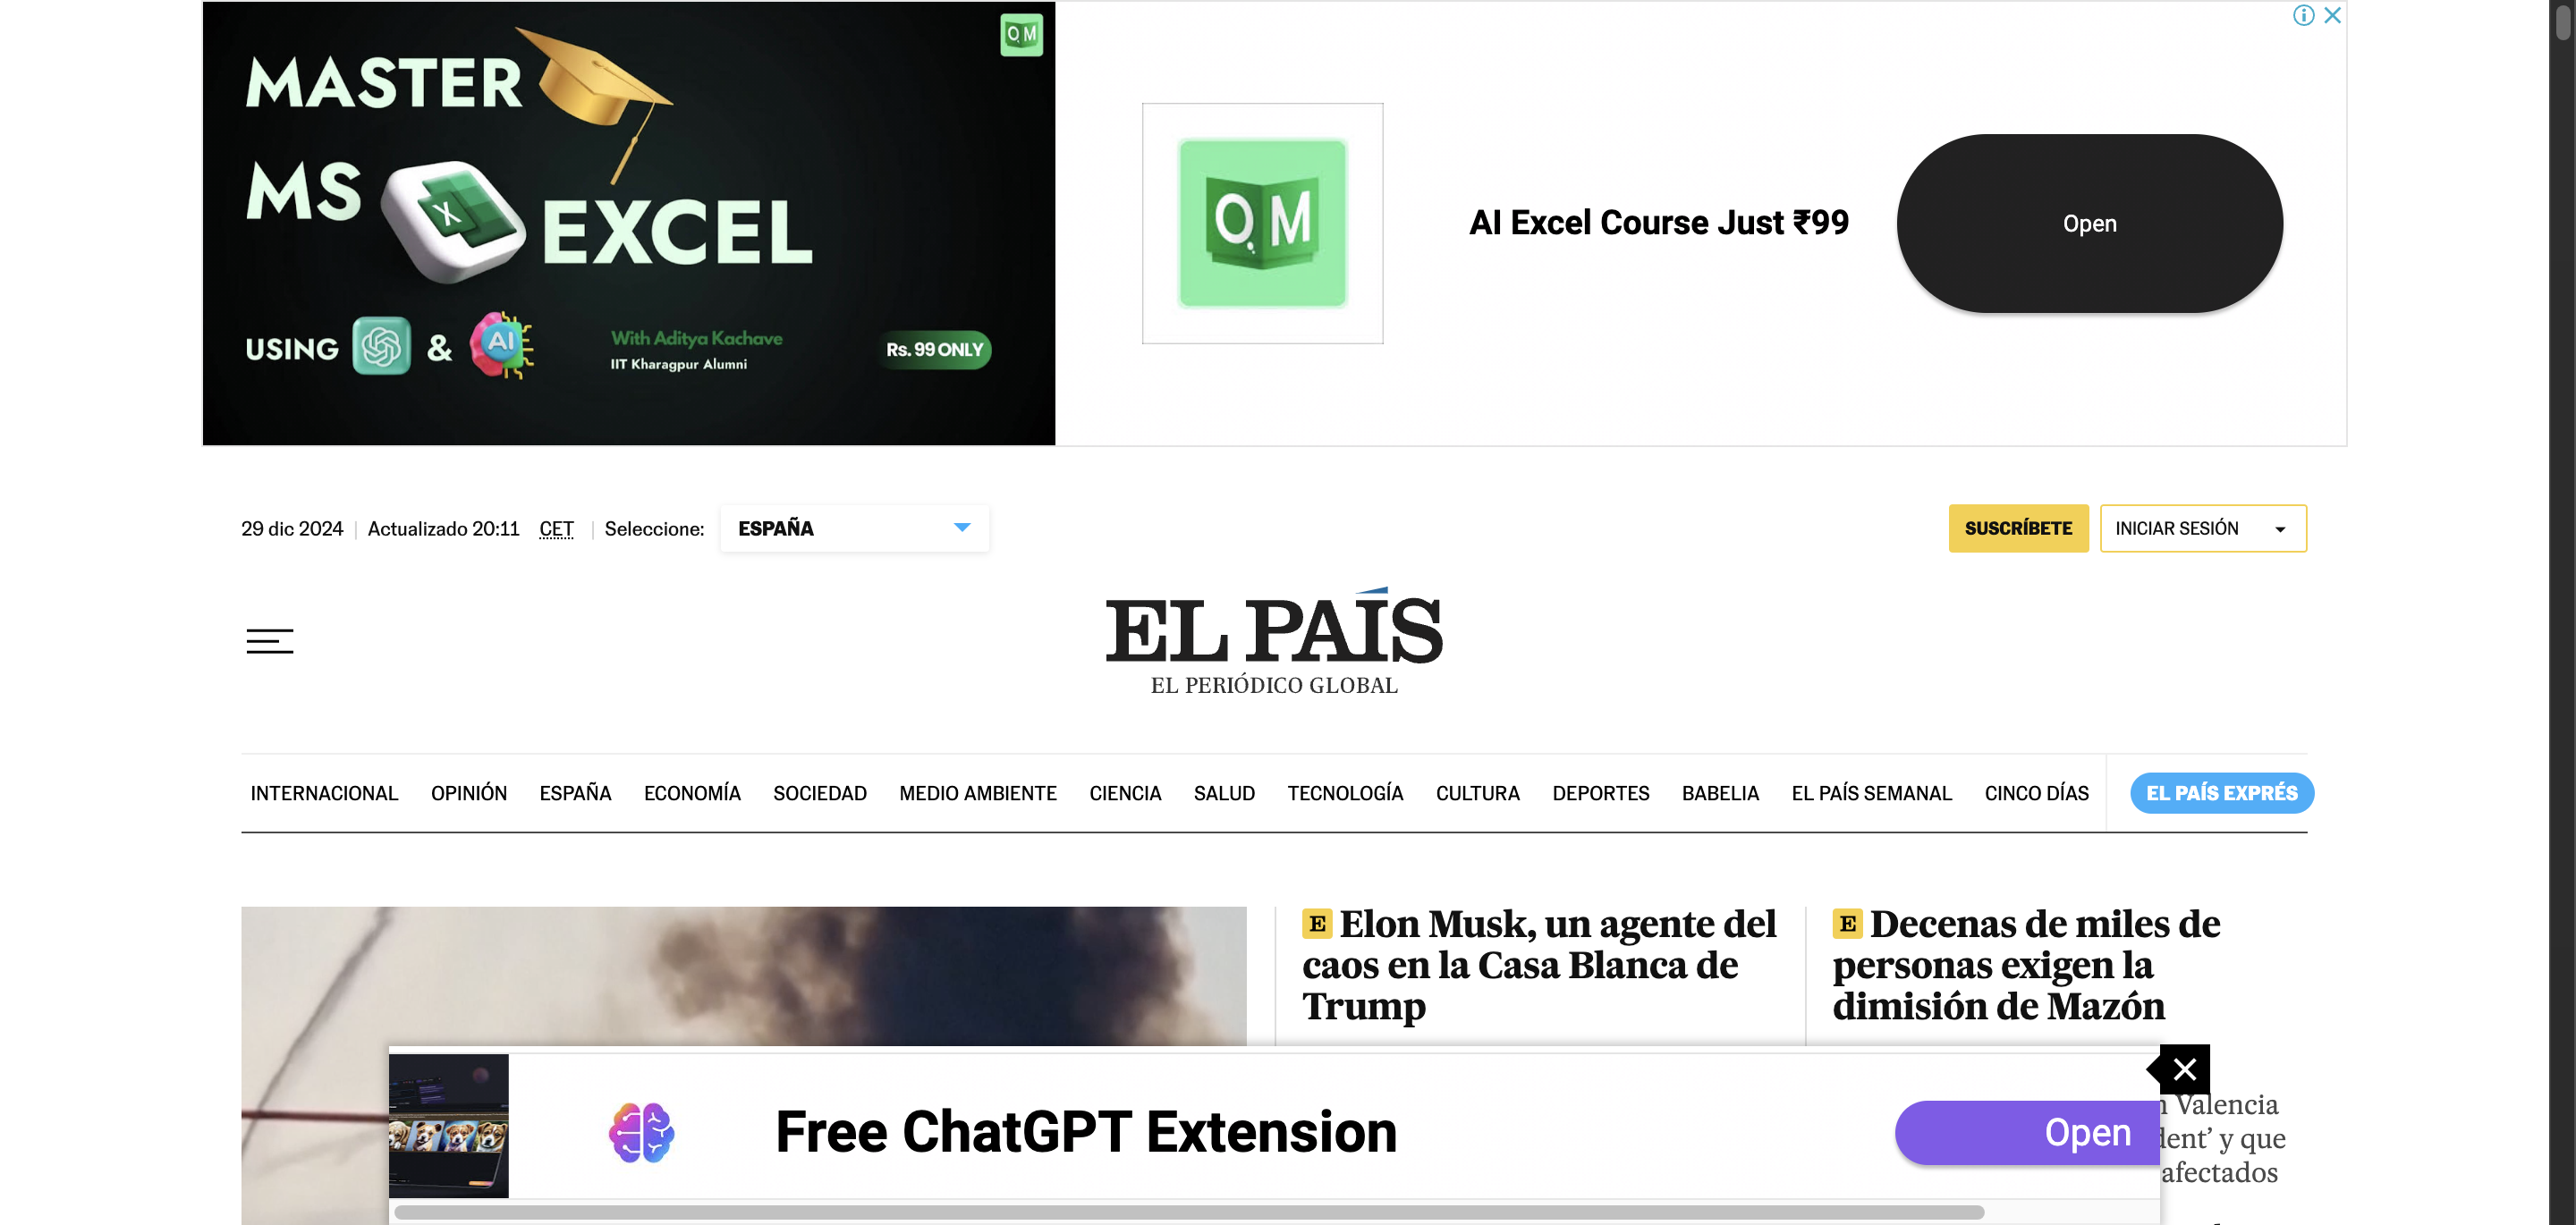 MASTER
MS EXCEL
USING & AI
With Aditya Kachave
IIT Kharagpur Alumni
Rs. 99 ONLY
QM
QM
AI Excel Course Just ₹99
Open
29 dic 2024 | Actualizado 20:11 CET | Seleccione: ESPAÑA
SUSCRÍBETE
INICIAR SESIÓN
EL PAÍS
EL PERIÓDICO GLOBAL
INTERNACIONAL OPINIÓN ESPAÑA ECONOMÍA SOCIEDAD MEDIO AMBIENTE CIENCIA SALUD TECNOLOGÍA CULTURA DEPORTES BABELIA EL PAÍS SEMANAL CINCO DÍAS EL PAÍS EXPRÉS
E Elon Musk, un agente del
caos en la Casa Blanca de
Trump
E Decenas de miles de
personas exigen la
dimisión de Mazón
Valencia
dent’ y que
afectados
Free ChatGPT Extension
Open